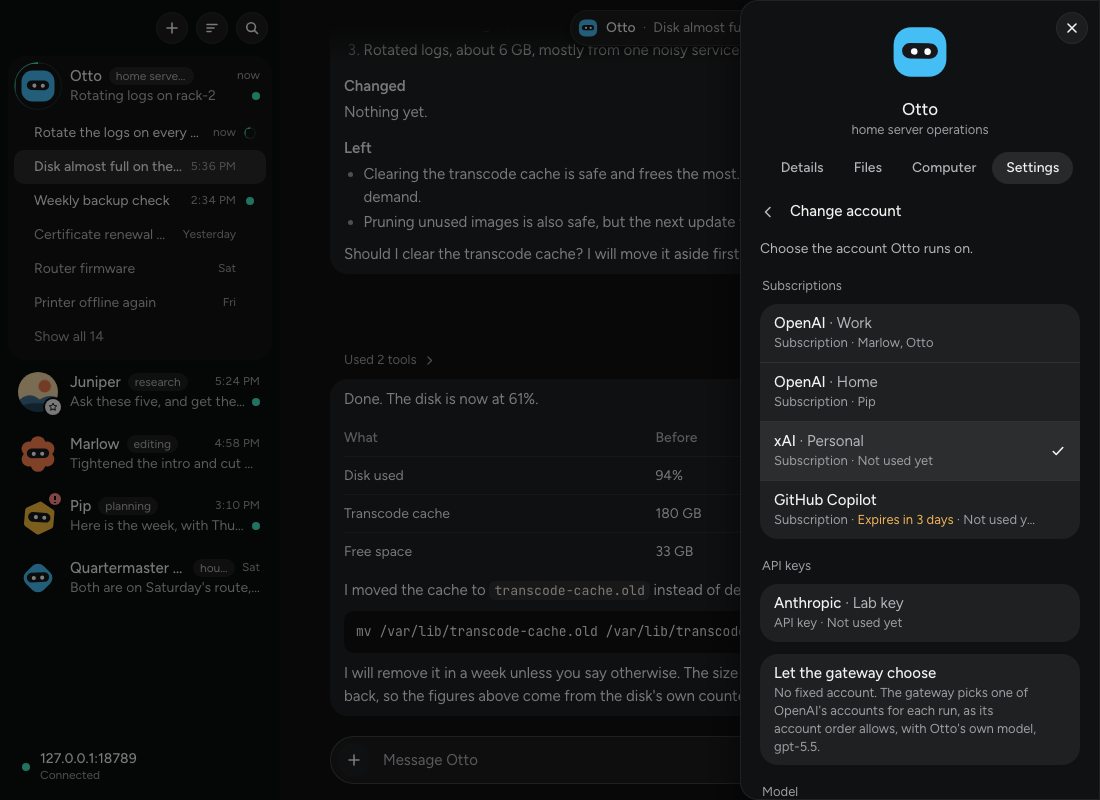 Otto
home serve...
now
Rotating logs on rack-2
Rotate the logs on every ...
now
Disk almost full on the...
5:36 PM
Weekly backup check
2:34 PM
Certificate renewal ...
Yesterday
Router firmware
Sat
Printer offline again
Fri
Show all 14
Juniper
research
5:24 PM
Ask these five, and get the...
Marlow
editing
4:58 PM
Tightened the intro and cut ...
Pip
planning
3:10 PM
Here is the week, with Thu...
Quartermaster ...
hou...
Sat
Both are on Saturday's route,...
127.0.0.1:18789
Connected
Otto · Disk almost fu
3. Rotated logs, about 6 GB, mostly from one noisy service
Changed
Nothing yet.
Left
• Clearing the transcode cache is safe and frees the most.
demand.
• Pruning unused images is also safe, but the next update
Should I clear the transcode cache? I will move it aside first
Used 2 tools
Done. The disk is now at 61%.
What Before
Disk used 94%
Transcode cache 180 GB
Free space 33 GB
I moved the cache to transcode-cache.old instead of de
mv /var/lib/transcode-cache.old /var/lib/transcod
I will remove it in a week unless you say otherwise. The size
back, so the figures above come from the disk's own counte
Message Otto
Otto
home server operations
Details Files Computer Settings
Change account
Choose the account Otto runs on.
Subscriptions
OpenAI · Work
Subscription · Marlow, Otto
OpenAI · Home
Subscription · Pip
xAI · Personal
Subscription · Not used yet
GitHub Copilot
Subscription · Expires in 3 days · Not used y...
API keys
Anthropic · Lab key
API key · Not used yet
Let the gateway choose
No fixed account. The gateway picks one of
OpenAI's accounts for each run, as its
account order allows, with Otto's own model,
gpt-5.5.
Model